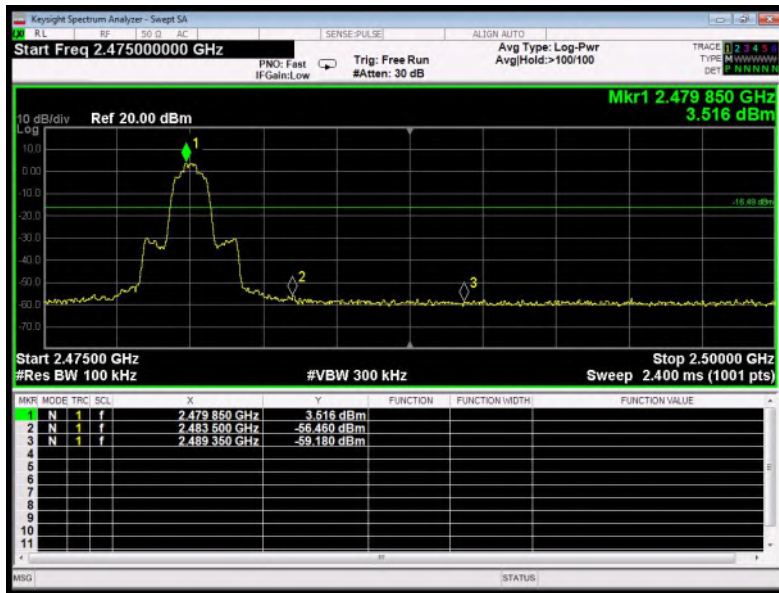 Keysight Spectrum Analyzer - Swept SA
RL RF 50 Ω AC SENSE:PULSE ALIGN AUTO
Start Freq 2.475000000 GHz
PNO: Fast
IFGain:Low
Trig: Free Run
#Atten: 30 dB
Avg Type: Log-Pwr
Avg|Hold:>100/100
TRACE 1 2 3 4 5 6
TYPE M WWWWW
DET P N N N N N
Mkr1 2.479 850 GHz
3.516 dBm
10 dB/div Ref 20.00 dBm
Log
10.0
0.00
-10.0
-20.0
-30.0
-40.0
-50.0
-60.0
-70.0
1
2
3
-16.49 dBm
Start 2.47500 GHz Stop 2.50000 GHz
#Res BW 100 kHz #VBW 300 kHz Sweep 2.400 ms (1001 pts)
MKR MODE TRC SCL X Y FUNCTION FUNCTION WIDTH FUNCTION VALUE
1 N 1 f 2.479 850 GHz 3.516 dBm
2 N 1 f 2.483 500 GHz -56.460 dBm
3 N 1 f 2.489 350 GHz -59.180 dBm
4
5
6
7
8
9
10
11
MSG STATUS